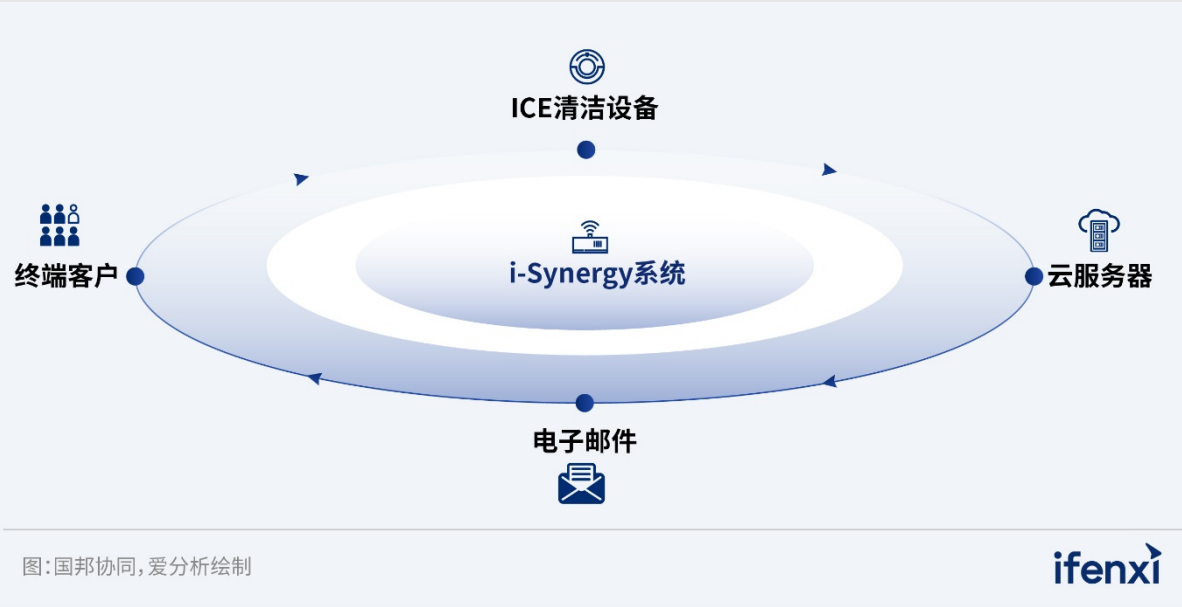 ICE清洁设备
终端客户
i-Synergy系统
云服务器
电子邮件
图:国邦协同,爱分析绘制
ifenxi